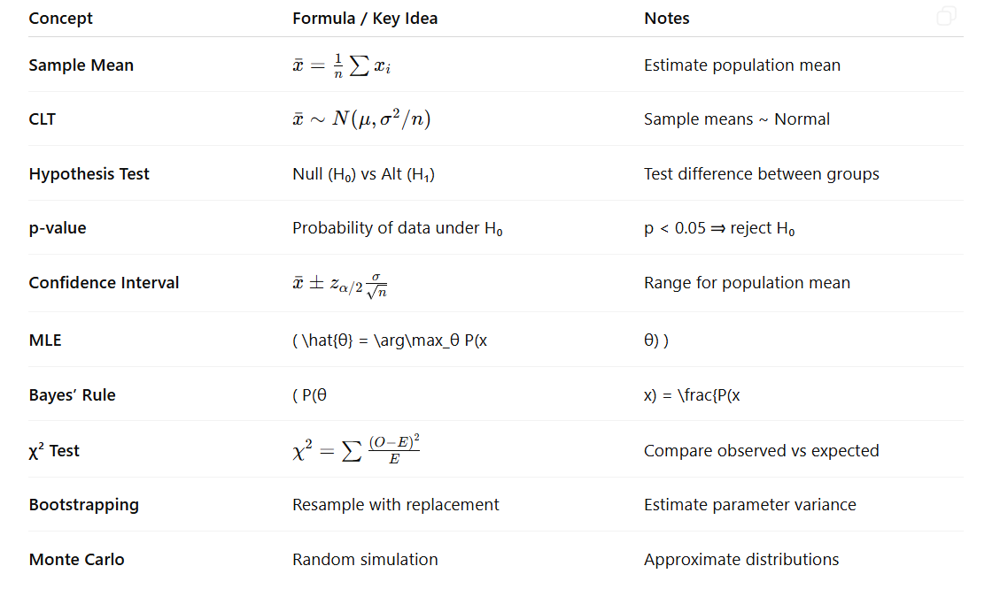 Concept Formula / Key Idea Notes
Sample Mean x̄ = 1/n ∑ xᵢ Estimate population mean
CLT x̄ ∼ N(μ, σ²/n) Sample means ~ Normal
Hypothesis Test Null (H₀) vs Alt (H₁) Test difference between groups
p-value Probability of data under H₀ p < 0.05 ⇒ reject H₀
Confidence Interval x̄ ± z_{α/2} σ/√n Range for population mean
MLE ( \hat{θ} = \arg\max_θ P(x θ) )
Bayes’ Rule ( P(θ x) = \frac{P(x
χ² Test χ² = ∑ (O−E)²/E Compare observed vs expected
Bootstrapping Resample with replacement Estimate parameter variance
Monte Carlo Random simulation Approximate distributions